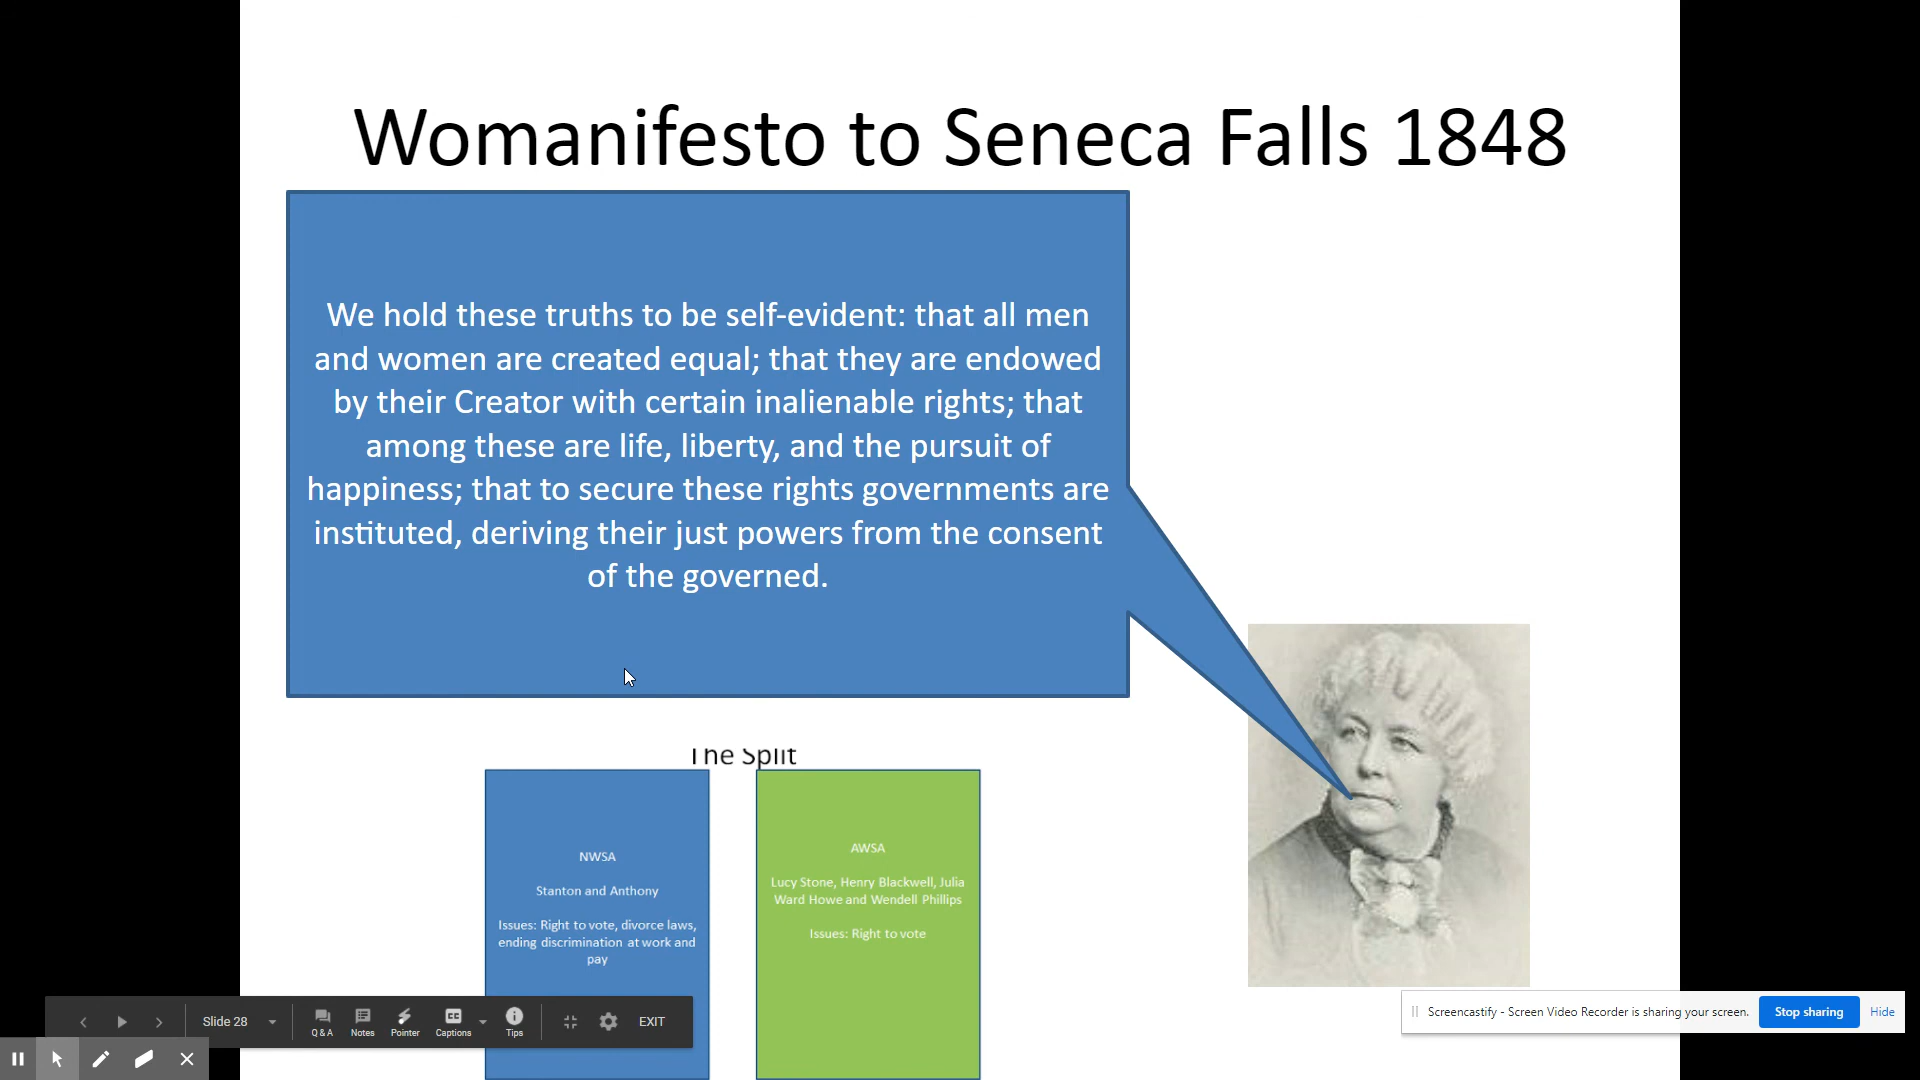 Womanifesto to Seneca Falls 1848
We hold these truths to be self-evident: that all men
and women are created equal; that they are endowed
by their Creator with certain inalienable rights; that
among these are life, liberty, and the pursuit of
happiness; that to secure these rights governments are
instituted, deriving their just powers from the consent
of the governed.
The Split
NWSA
Stanton and Anthony
Issues: Right to vote, divorce laws,
ending discrimination at work and
pay
AWSA
Lucy Stone, Henry Blackwell, Julia
Ward Howe and Wendell Phillips
Issues: Right to vote
Slide 28
Q & A
Notes
Pointer
Captions
Tips
EXIT
Screencastify - Screen Video Recorder is sharing your screen.
Stop sharing
Hide